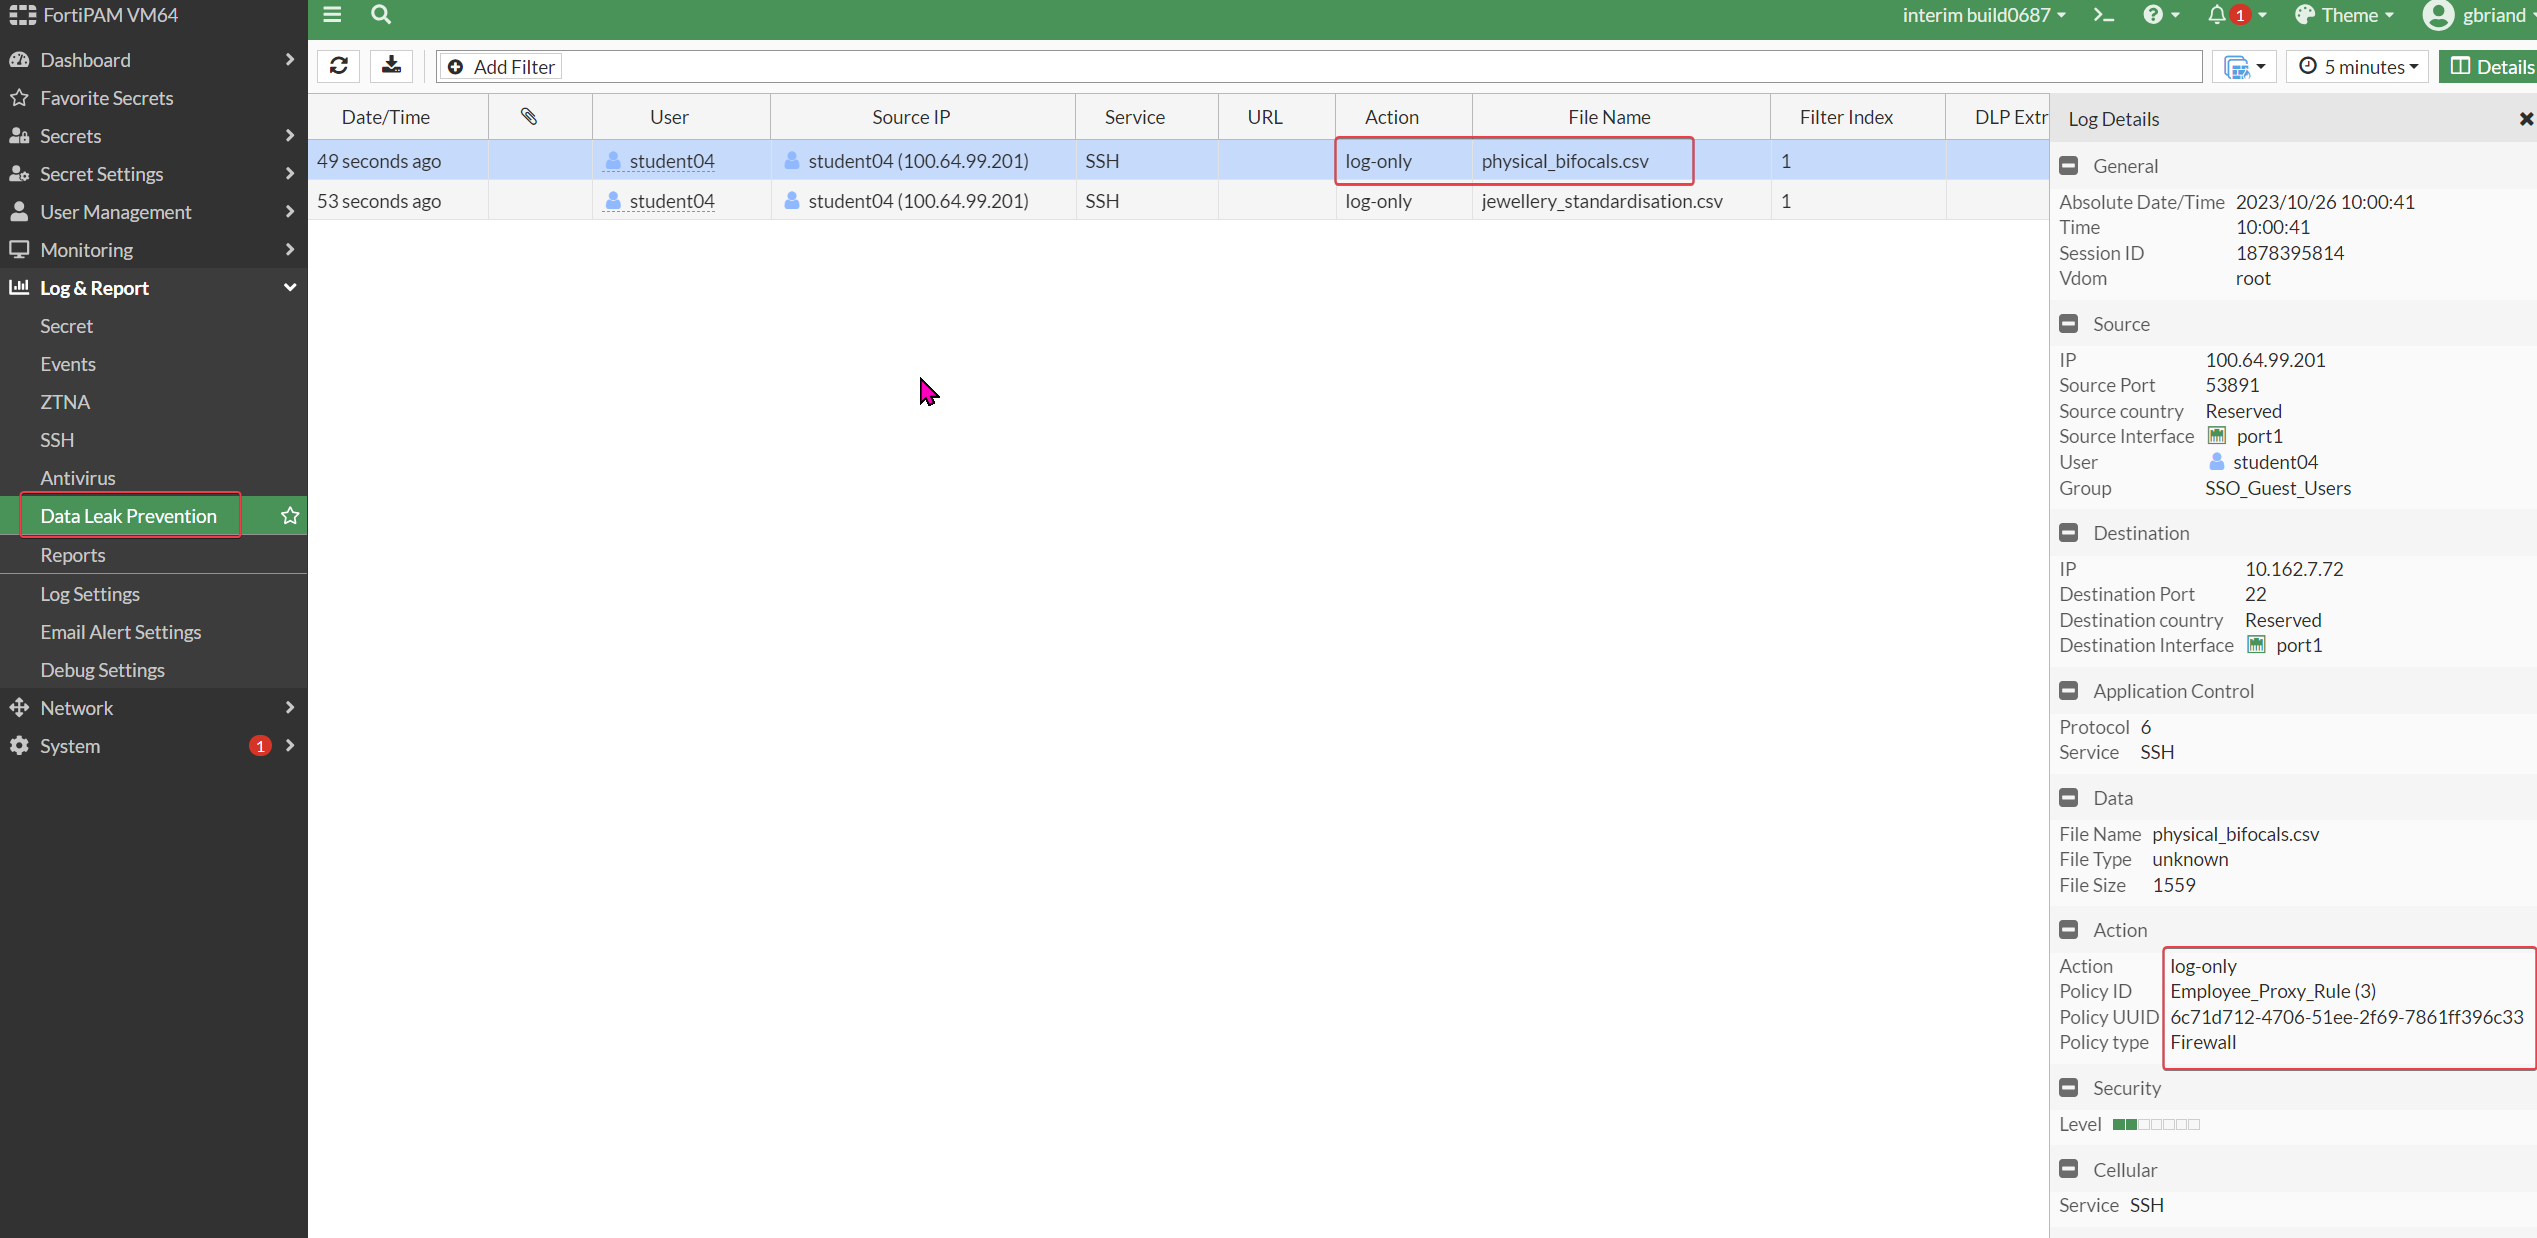 FortiPAM VM64
interim build0687
1
Theme
gbriand
Dashboard
Favorite Secrets
Secrets
Secret Settings
User Management
Monitoring
Log & Report
Secret
Events
ZTNA
SSH
Antivirus
Data Leak Prevention
Reports
Log Settings
Email Alert Settings
Debug Settings
Network
System 1
Add Filter
5 minutes
Details
Date/Time User Source IP Service URL Action File Name Filter Index DLP Extr
49 seconds ago student04 student04 (100.64.99.201) SSH log-only physical_bifocals.csv 1
53 seconds ago student04 student04 (100.64.99.201) SSH log-only jewellery_standardisation.csv 1
Log Details
General
Absolute Date/Time 2023/10/26 10:00:41
Time 10:00:41
Session ID 1878395814
Vdom root
Source
IP 100.64.99.201
Source Port 53891
Source country Reserved
Source Interface port1
User student04
Group SSO_Guest_Users
Destination
IP 10.162.7.72
Destination Port 22
Destination country Reserved
Destination Interface port1
Application Control
Protocol 6
Service SSH
Data
File Name physical_bifocals.csv
File Type unknown
File Size 1559
Action
Action log-only
Policy ID Employee_Proxy_Rule (3)
Policy UUID 6c71d712-4706-51ee-2f69-7861ff396c33
Policy type Firewall
Security
Level
Cellular
Service SSH